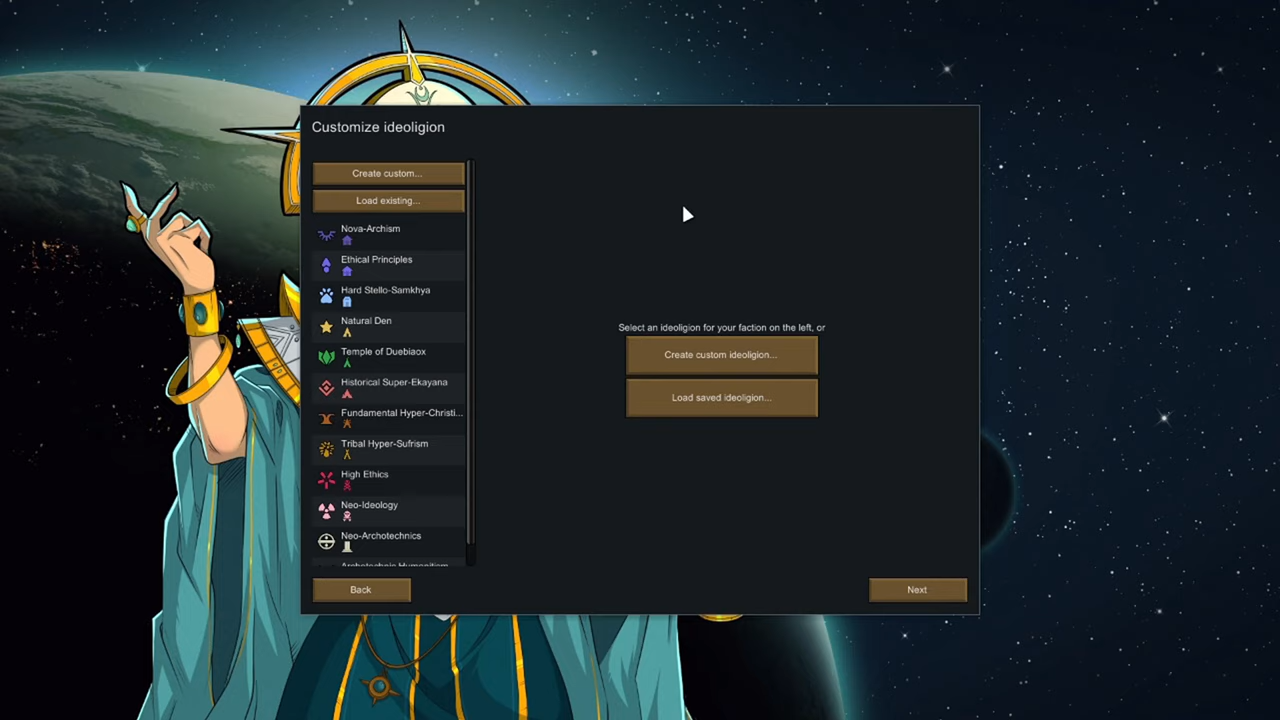 Customize ideoligion
Create custom...
Load existing...
Nova-Archism
Ethical Principles
Hard Stello-Samkhya
Natural Den
Temple of Duebiaox
Historical Super-Ekayana
Fundamental Hyper-Christi...
Tribal Hyper-Sufrism
High Ethics
Neo-Ideology
Neo-Archotechnics
Select an ideoligion for your faction on the left, or
Create custom ideoligion...
Load saved ideoligion...
Back
Next